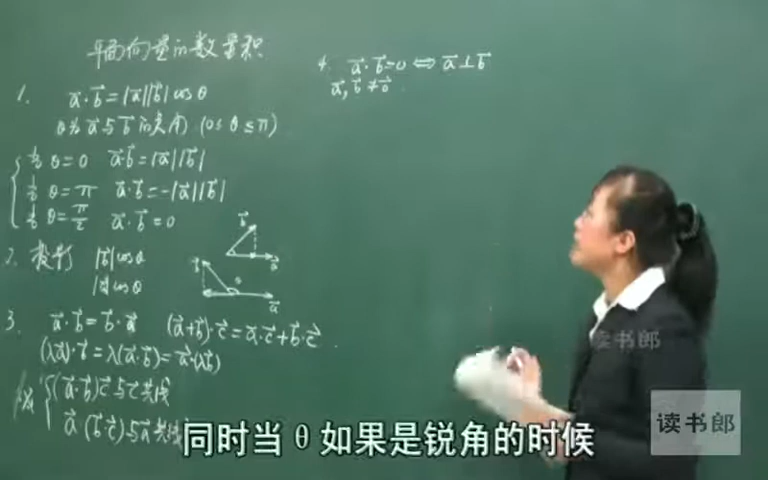 平面向量的数量积
1. a⃗·b⃗=|a⃗||b⃗|cosθ
θ为a⃗与b⃗的夹角 (0≤θ≤π)
当θ=0 a⃗·b⃗=|a⃗||b⃗|
当θ=π a⃗·b⃗=-|a⃗||b⃗|
当θ=π/2 a⃗·b⃗=0
2. 投影 |b⃗|cosθ
|a⃗|cosθ
b⃗
a⃗
θ
a⃗
3. a⃗·b⃗=b⃗·a⃗ (a⃗+b⃗)·c⃗=a⃗·c⃗+b⃗·c⃗
(λa⃗)·b⃗=λ(a⃗·b⃗)=a⃗·(λb⃗)
(a⃗·b⃗)c⃗与c⃗共线
a⃗(b⃗·c⃗)与a⃗共线
4. a⃗·b⃗=0⇔a⃗⊥b⃗
a⃗,b⃗≠0⃗
读书郎
读书郎
同时当θ如果是锐角的时候